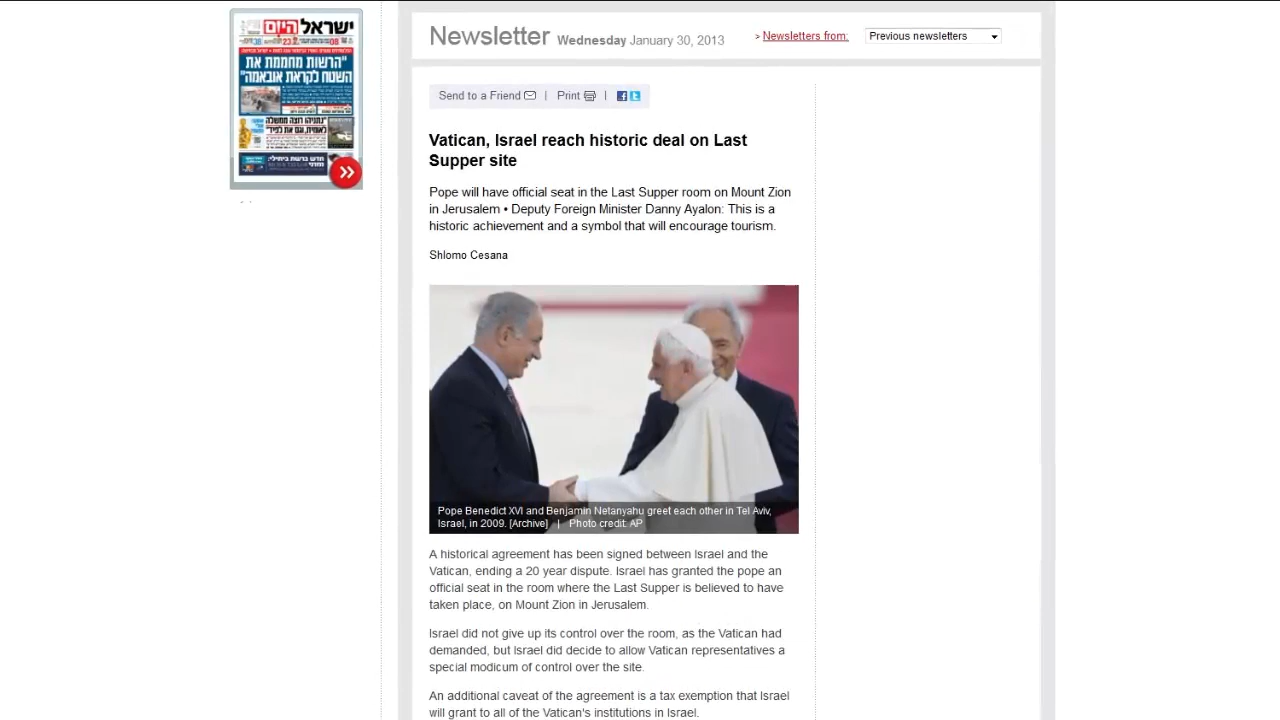 ישראל היום
"הרשות מחממת את
השטח לקראת אובאמה"
Newsletter Wednesday January 30, 2013
> Newsletters from:
Previous newsletters
Send to a Friend | Print |
Vatican, Israel reach historic deal on Last
Supper site
Pope will have official seat in the Last Supper room on Mount Zion
in Jerusalem • Deputy Foreign Minister Danny Ayalon: This is a
historic achievement and a symbol that will encourage tourism.
Shlomo Cesana
Pope Benedict XVI and Benjamin Netanyahu greet each other in Tel Aviv,
Israel, in 2009. [Archive] | Photo credit: AP
A historical agreement has been signed between Israel and the
Vatican, ending a 20 year dispute. Israel has granted the pope an
official seat in the room where the Last Supper is believed to have
taken place, on Mount Zion in Jerusalem.
Israel did not give up its control over the room, as the Vatican had
demanded, but Israel did decide to allow Vatican representatives a
special modicum of control over the site.
An additional caveat of the agreement is a tax exemption that Israel
will grant to all of the Vatican's institutions in Israel.